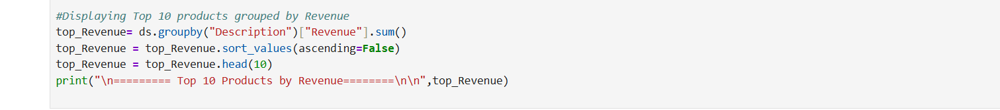 #Displaying Top 10 products grouped by Revenue
top_Revenue= ds.groupby("Description")["Revenue"].sum()
top_Revenue = top_Revenue.sort_values(ascending=False)
top_Revenue = top_Revenue.head(10)
print("\n========= Top 10 Products by Revenue========\n\n",top_Revenue)